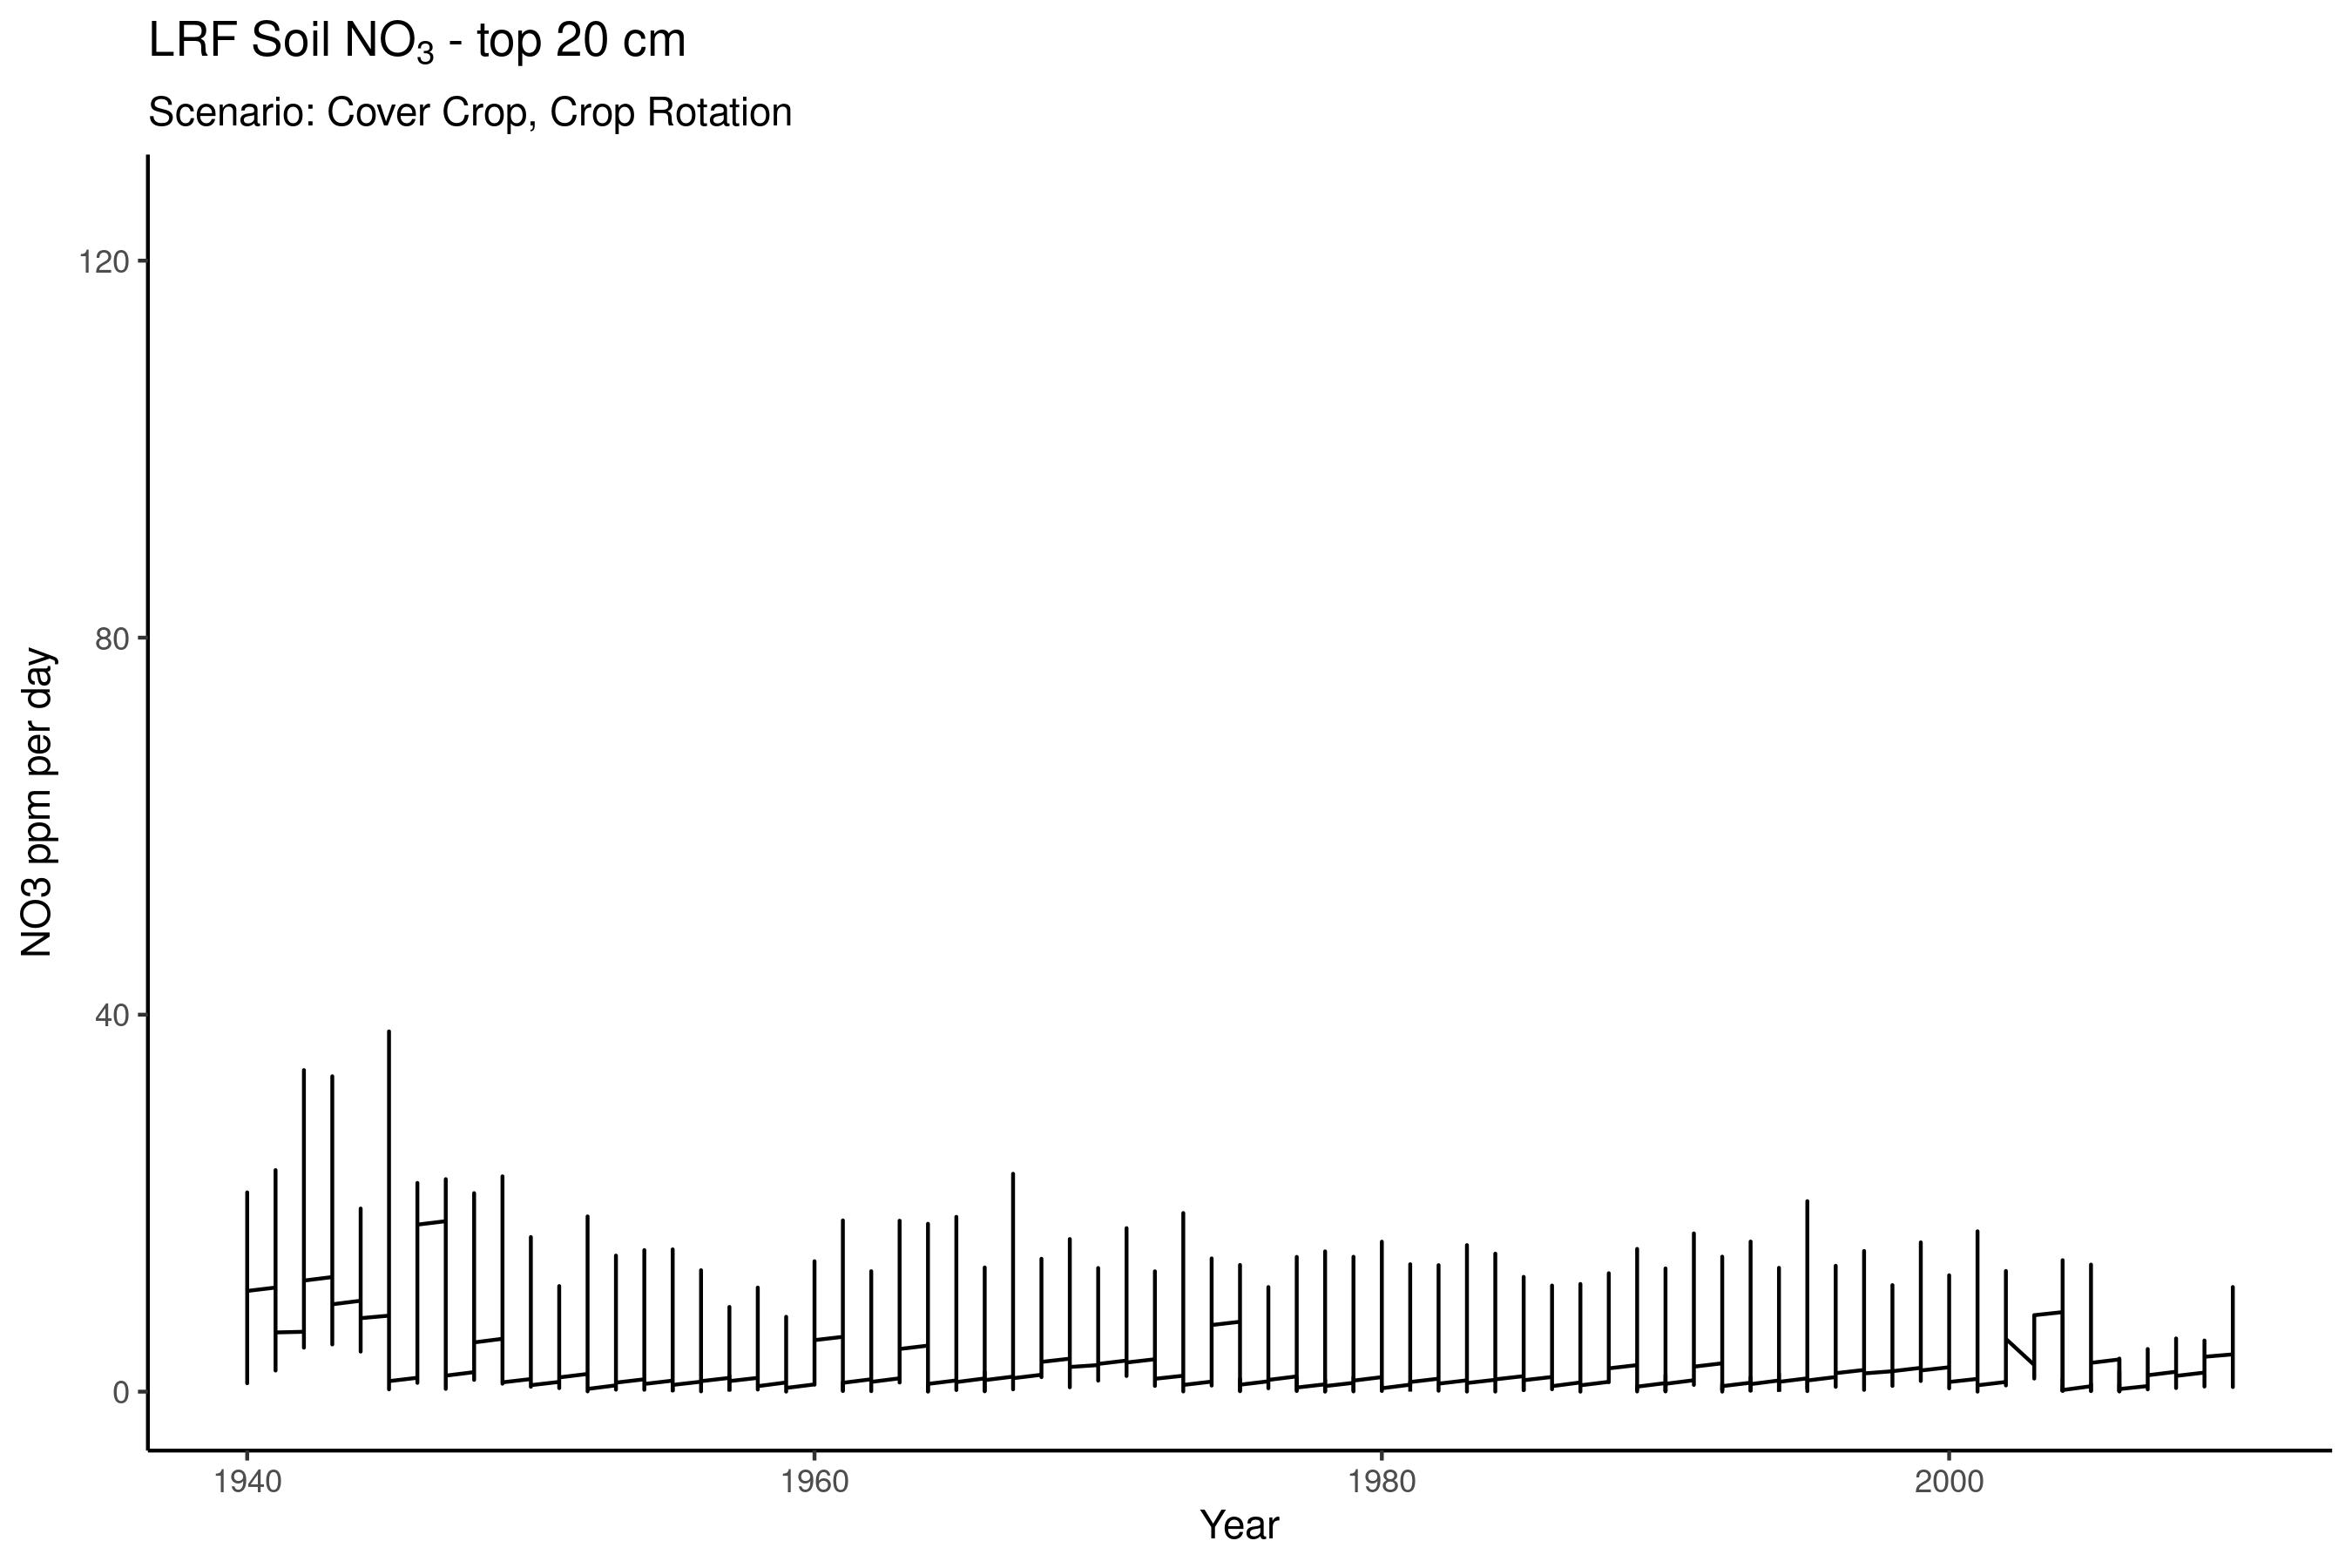 LRF Soil NO₃ - top 20 cm
Scenario: Cover Crop, Crop Rotation
NO3 ppm per day
120
80
40
0
1940
1960
1980
2000
Year